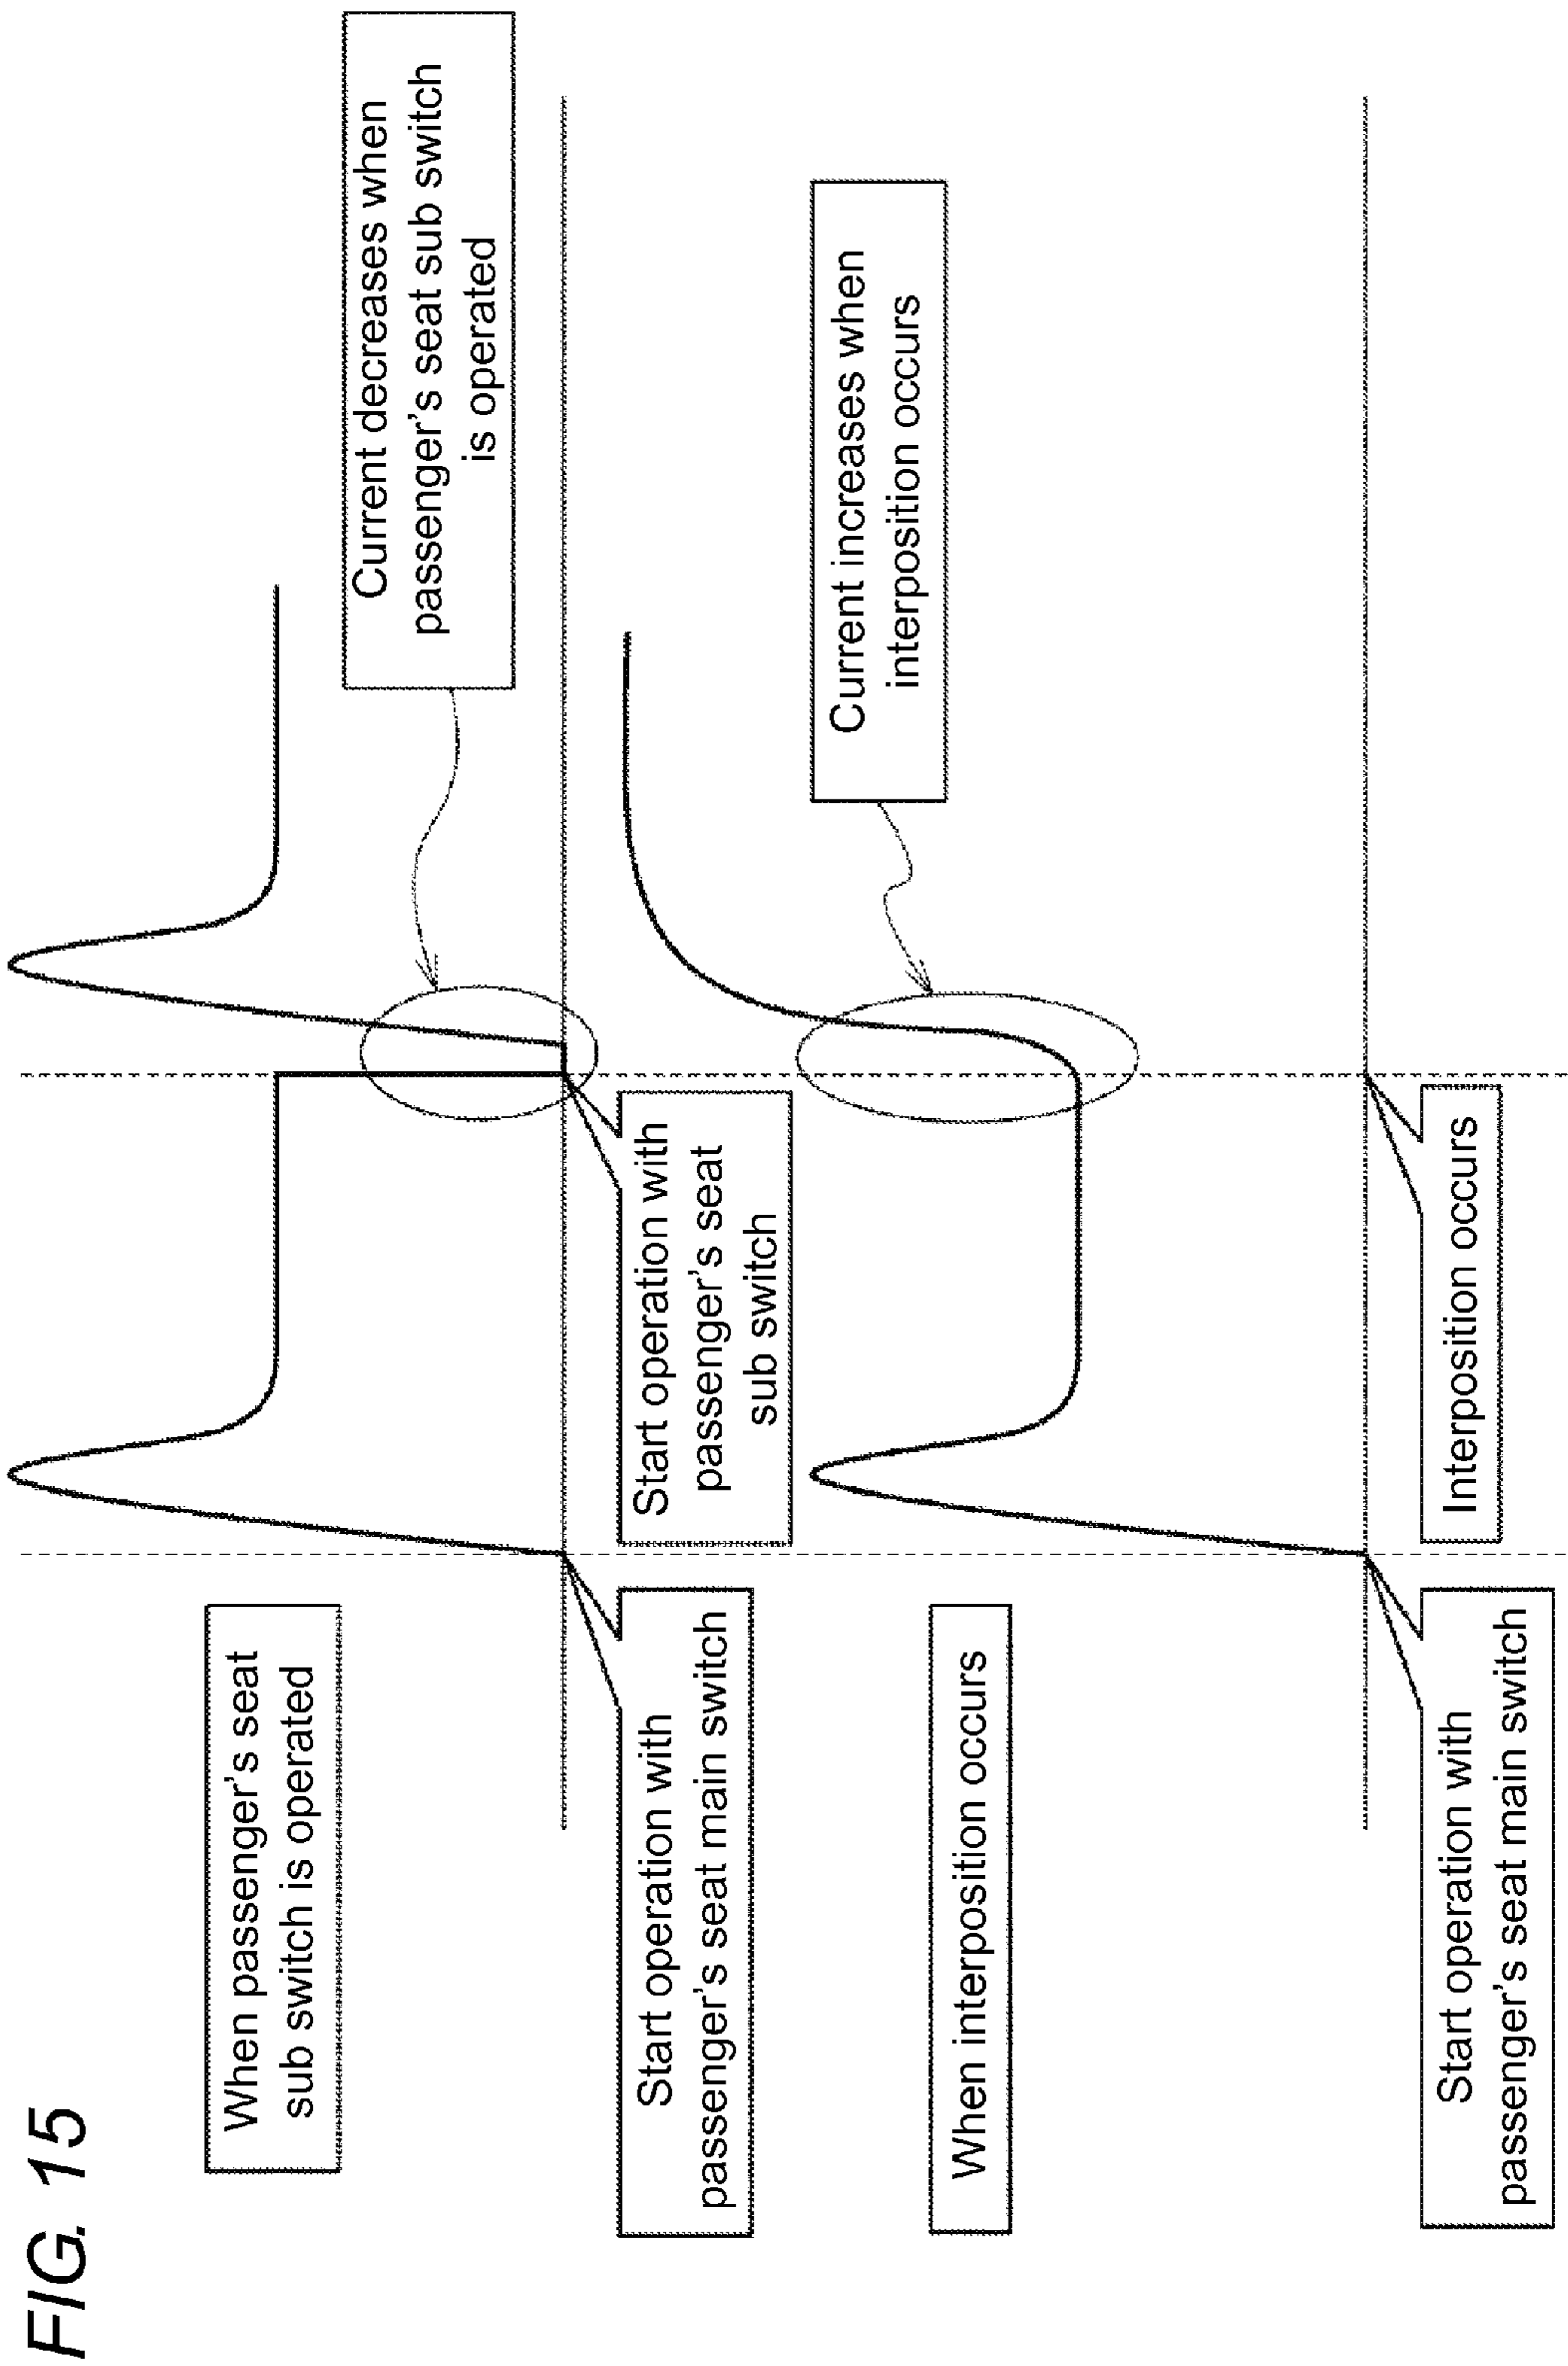 FIG. 15
When passenger's seat
sub switch is operated
Current decreases when
passenger's seat sub switch
is operated
Start operation with
passenger's seat main switch
Start operation with
passenger's seat
sub switch
When interposition occurs
Current increases when
interposition occurs
Start operation with
passenger's seat main switch
Interposition occurs